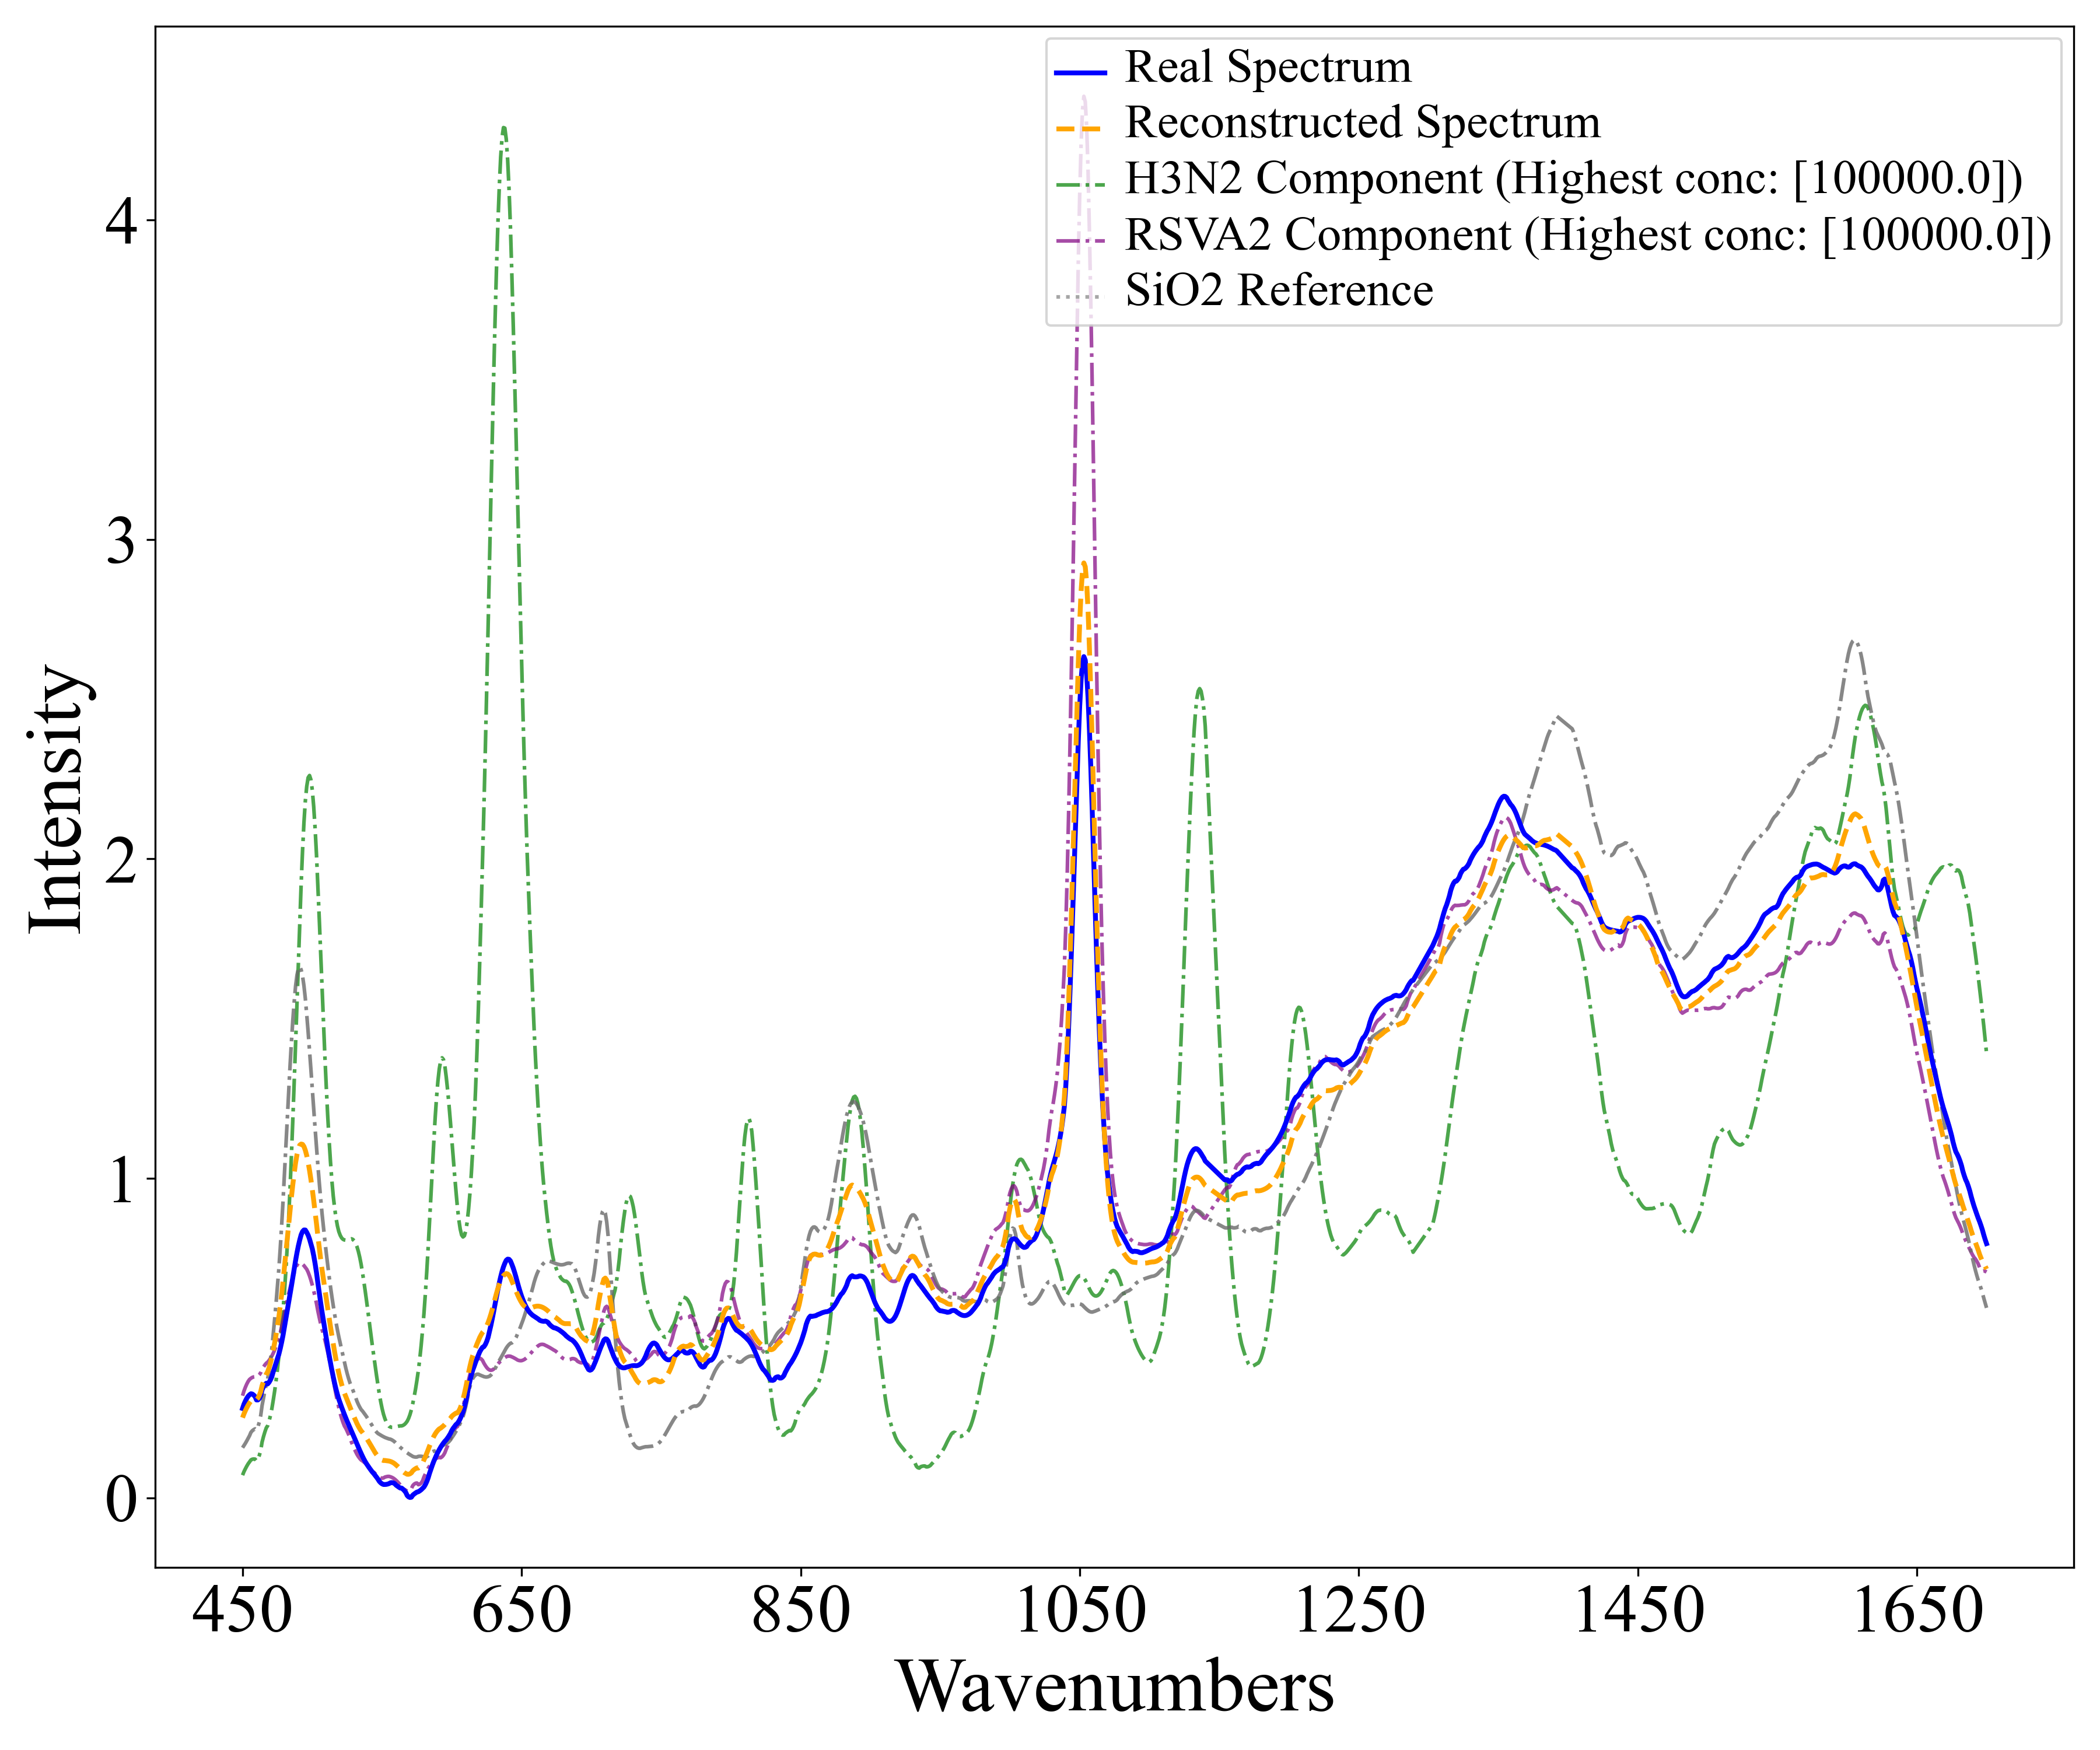 Real Spectrum
Reconstructed Spectrum
H3N2 Component (Highest conc: [100000.0])
RSVA2 Component (Highest conc: [100000.0])
SiO2 Reference
Intensity
4
3
2
1
0
450 650 850 1050 1250 1450 1650
Wavenumbers